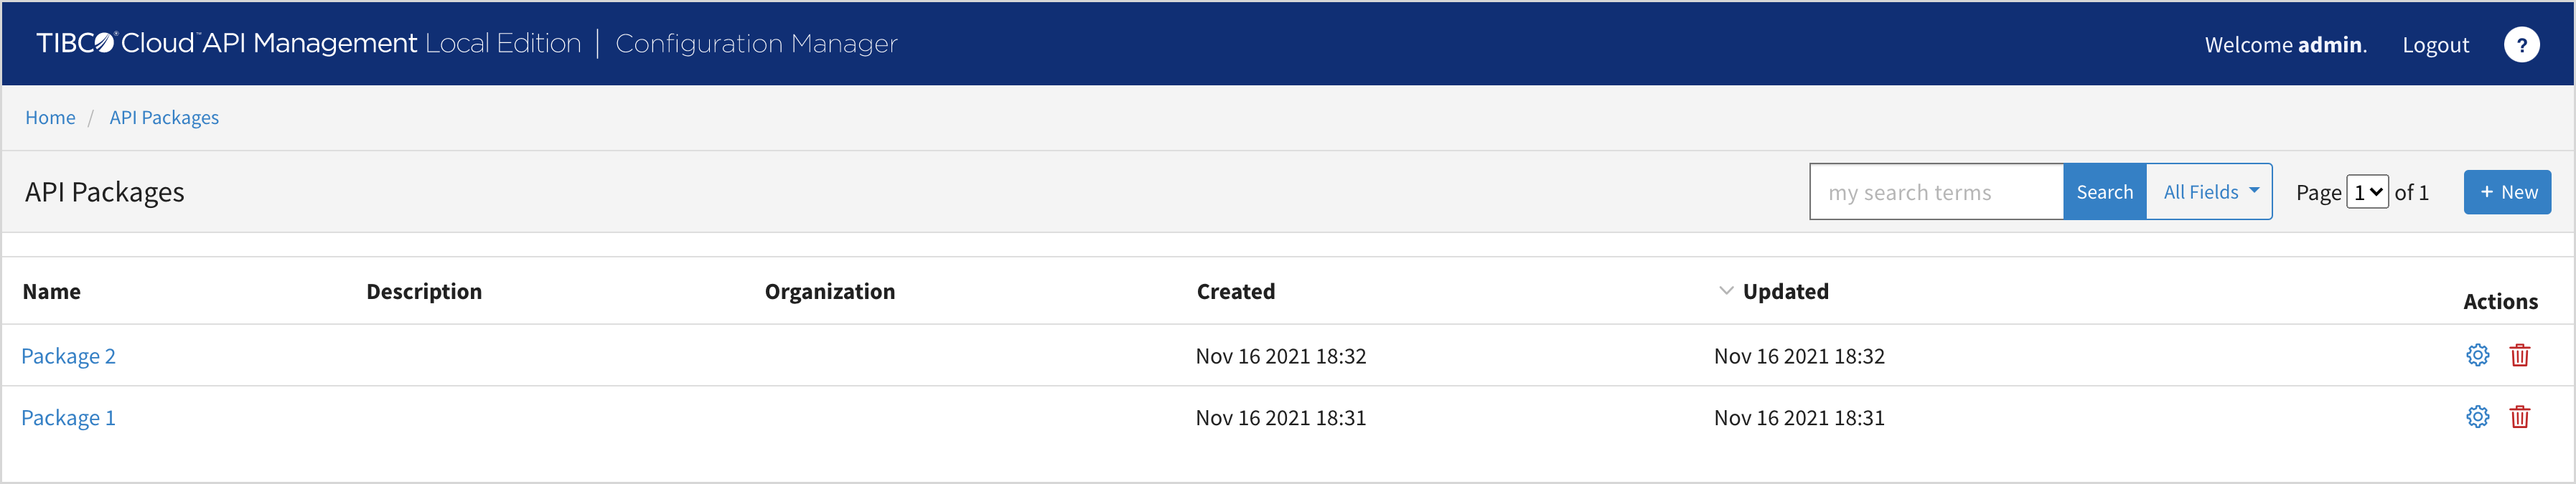 TIBCO® Cloud™ API Management Local Edition | Configuration Manager
Welcome admin. Logout ?
Home / API Packages
API Packages my search terms Search All Fields Page 1 of 1 + New
Name Description Organization Created Updated Actions
Package 2 Nov 16 2021 18:32 Nov 16 2021 18:32
Package 1 Nov 16 2021 18:31 Nov 16 2021 18:31